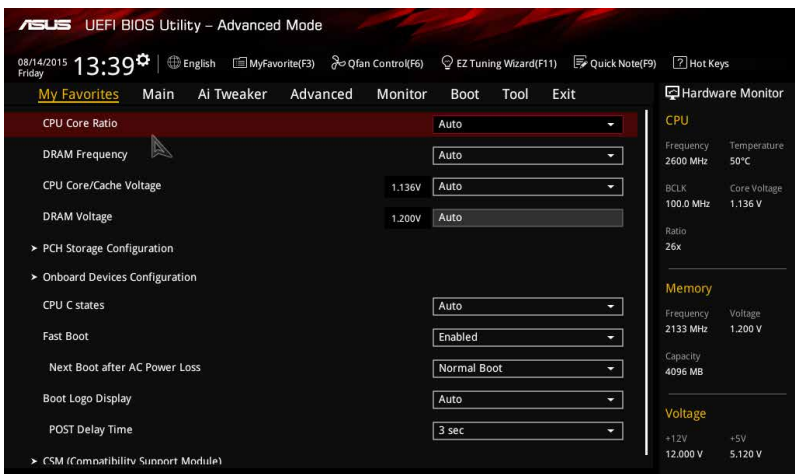 ASUS UEFI BIOS Utility – Advanced Mode
08/14/2015 Friday 13:39 English MyFavorite(F3) Qfan Control(F6) EZ Tuning Wizard(F11) Quick Note(F9) ? Hot Keys
My Favorites Main Ai Tweaker Advanced Monitor Boot Tool Exit
CPU Core Ratio Auto
DRAM Frequency Auto
CPU Core/Cache Voltage 1.136V Auto
DRAM Voltage 1.200V Auto
> PCH Storage Configuration
> Onboard Devices Configuration
CPU C states Auto
Fast Boot Enabled
Next Boot after AC Power Loss Normal Boot
Boot Logo Display Auto
POST Delay Time 3 sec
> CSM (Compatibility Support Module)
Hardware Monitor
CPU
Frequency Temperature
2600 MHz 50°C
BCLK Core Voltage
100.0 MHz 1.136 V
Ratio
26x
Memory
Frequency Voltage
2133 MHz 1.200 V
Capacity
4096 MB
Voltage
+12V +5V
12.000 V 5.120 V